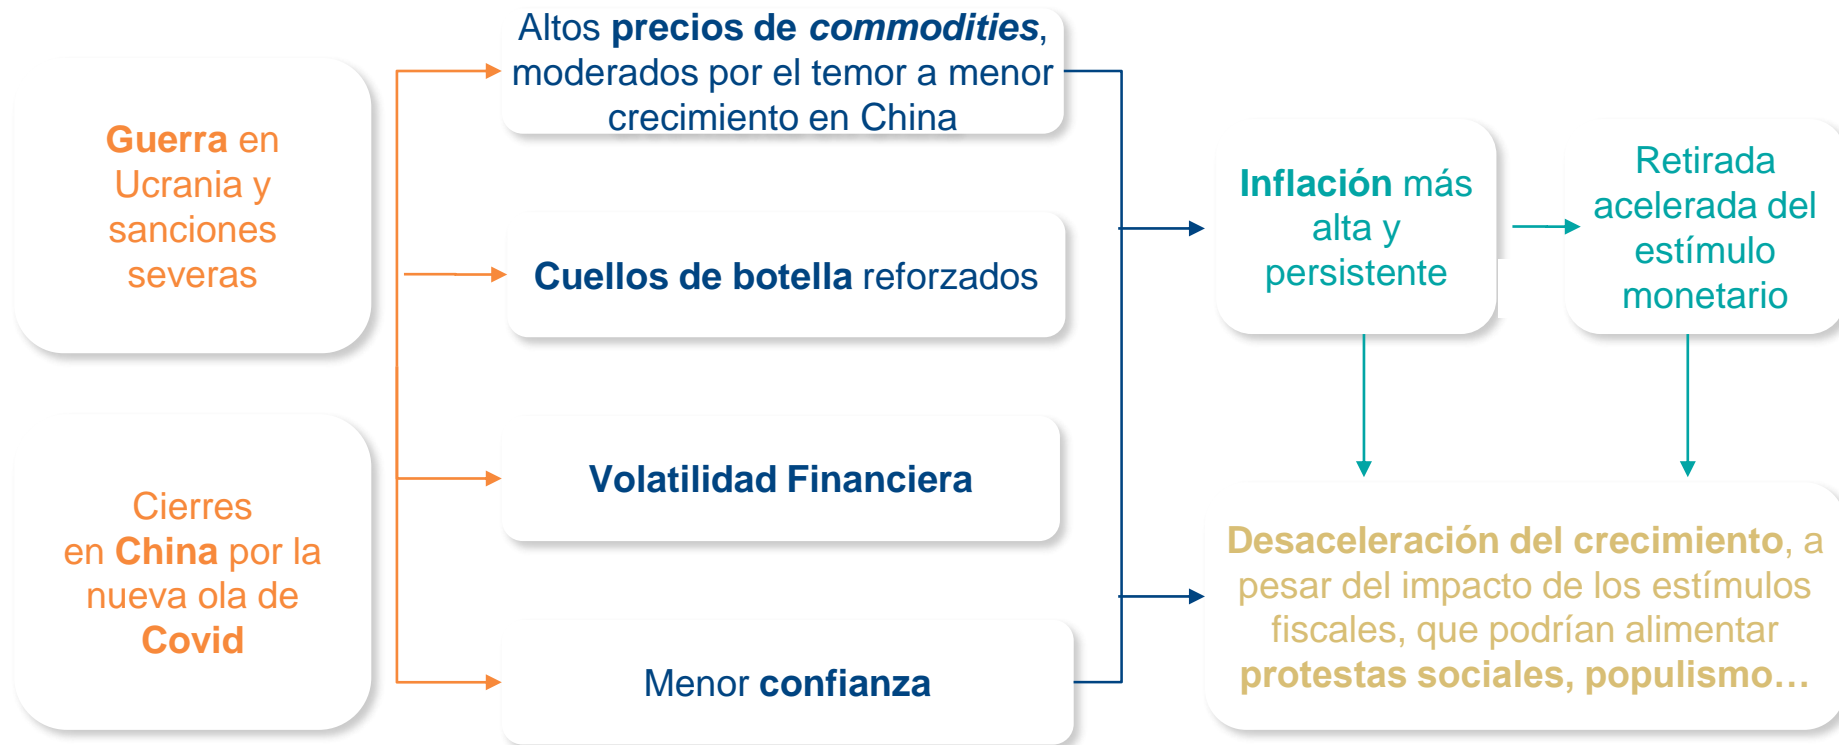 Guerra en
Ucrania y
sanciones
severas
Cierres
en China por la
nueva ola de
Covid
Altos precios de commodities,
moderados por el temor a menor
crecimiento en China
Cuellos de botella reforzados
Volatilidad Financiera
Menor confianza
Inflación más
alta y
persistente
Retirada
acelerada del
estímulo
monetario
Desaceleración del crecimiento, a
pesar del impacto de los estímulos
fiscales, que podrían alimentar
protestas sociales, populismo…